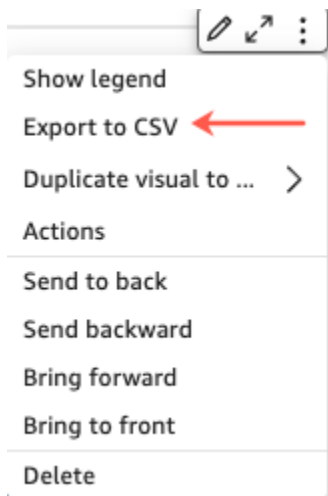 Show legend
Export to CSV
Duplicate visual to ...
Actions
Send to back
Send backward
Bring forward
Bring to front
Delete